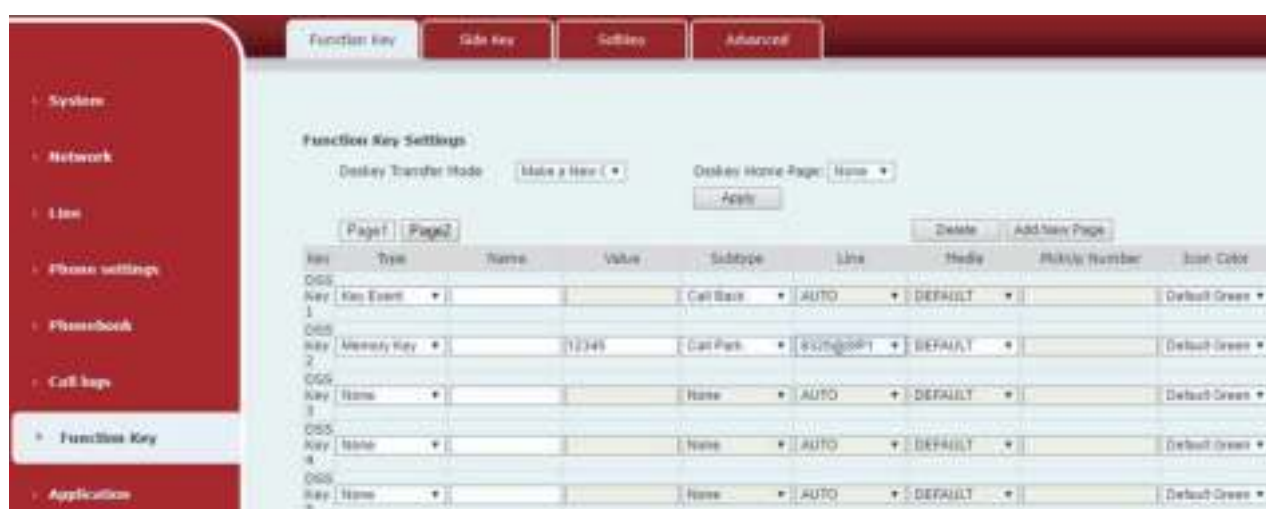 Function Key Side Key Softkey Advanced
System
Network
Line
Phone settings
Phonebook
Call logs
Function Key
Application
Function Key Settings
Dsskey Transfer Mode Make a New C Dsskey Home Page: None
Apply
Page1 Page2 Delete Add New Page
Key Type Name Value Subtype Line Media PickUp Number Icon Color
DSS Key 1 Key Event Call Back AUTO DEFAULT Default Green
DSS Key 2 Memory Key 12345 Call Park DEFAULT Default Green
DSS Key 3 None None AUTO DEFAULT Default Green
DSS Key 4 None None AUTO DEFAULT Default Green
DSS Key None None AUTO DEFAULT Default Green